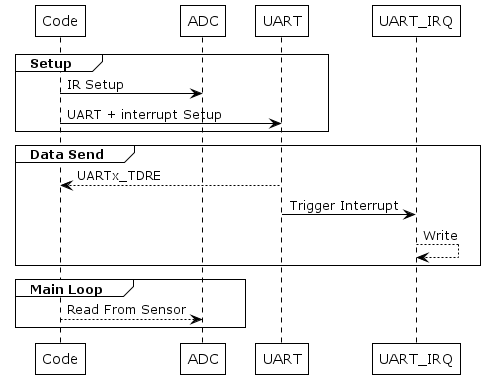 Code ADC UART UART_IRQ
Setup
IR Setup
UART + interrupt Setup
Data Send
UARTx_TDRE
Trigger Interrupt
Write
Main Loop
Read From Sensor
Code ADC UART UART_IRQ